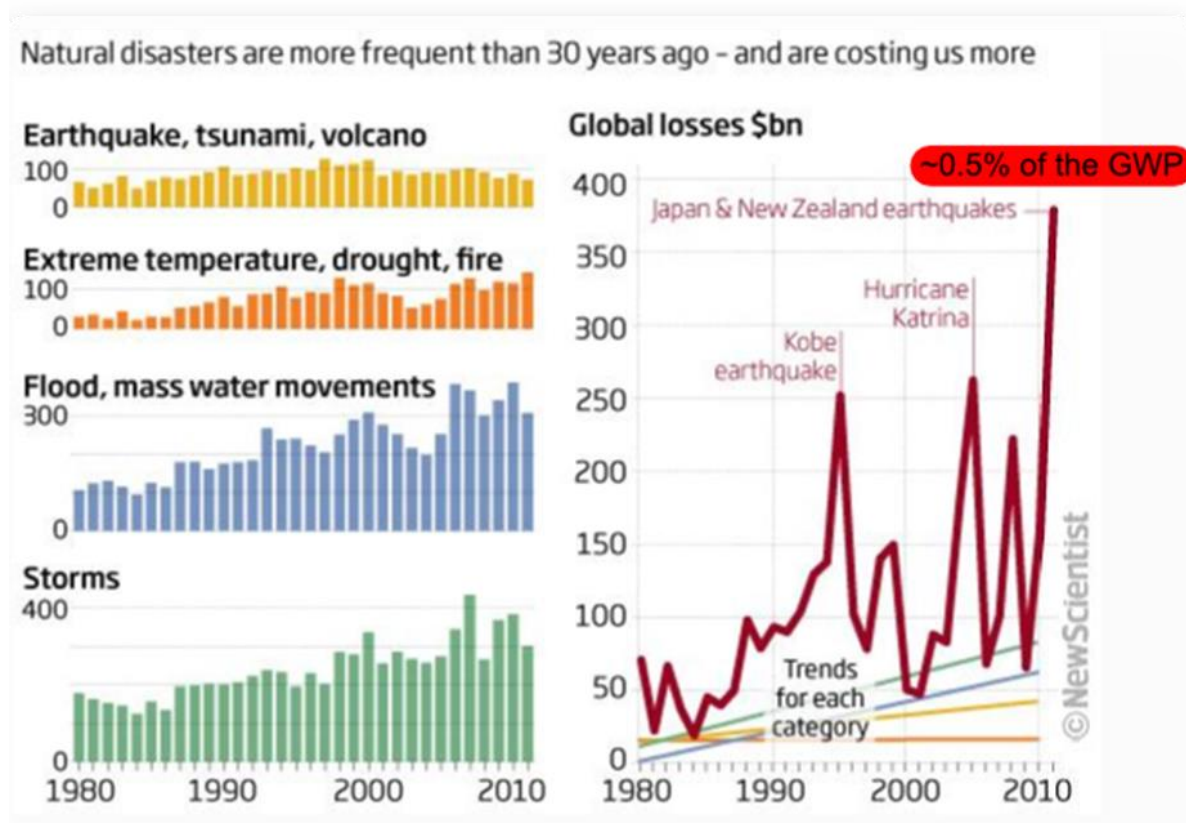 Natural disasters are more frequent than 30 years ago – and are costing us more
Earthquake, tsunami, volcano
100
0
Extreme temperature, drought, fire
100
0
Flood, mass water movements
300
0
Storms
400
0
1980 1990 2000 2010
Global losses $bn
~0.5% of the GWP
400
Japan & New Zealand earthquakes
350
Hurricane
Katrina
300
Kobe
earthquake
250
200
150
100
Trends
for each
category
50
0
1980 1990 2000 2010
©NewScientist